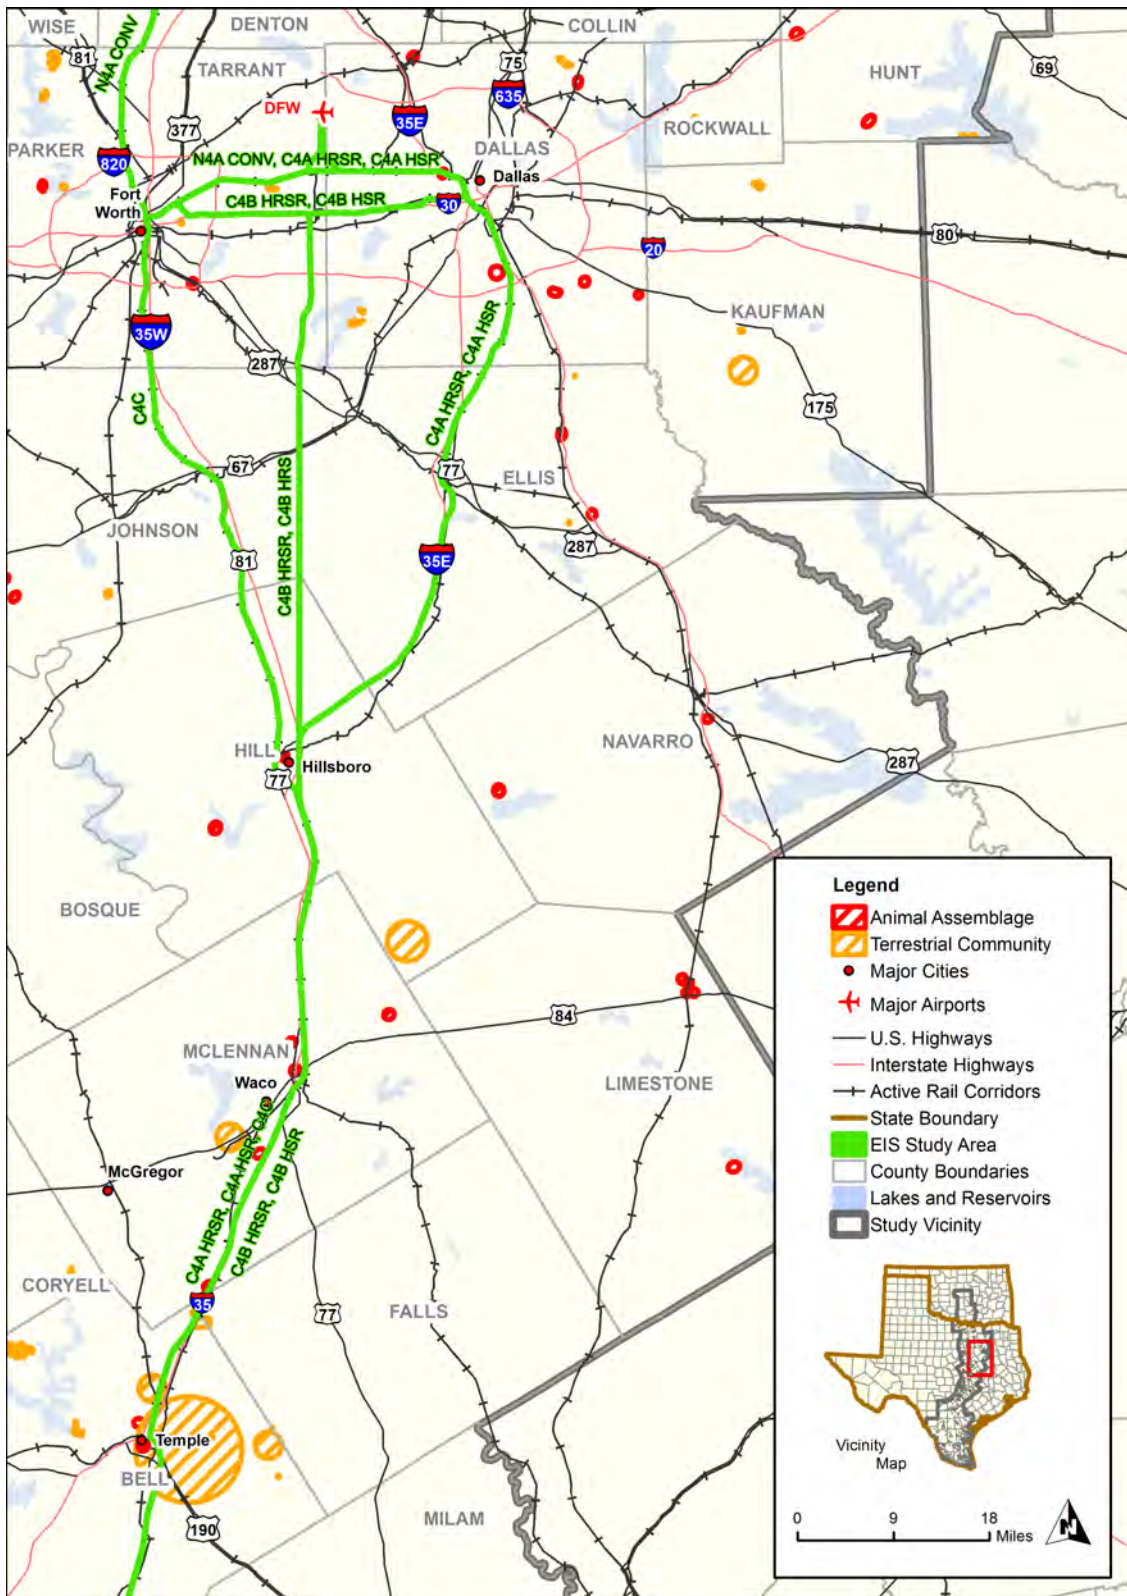 WISE
DENTON
COLLIN
N4A CONV
81
TARRANT
75
69
HUNT
DFW
377
35E
635
ROCKWALL
PARKER
820
N4A CONV, C4A HRSR, C4A HSR
DALLAS
Dallas
Fort
Worth
C4B HRSR, C4B HSR
30
20
80
35W
287
KAUFMAN
C4C
C4A HRSR, C4A HSR
175
67
77
ELLIS
JOHNSON
C4B HRSR, C4B HRS
287
81
35E
HILL
Hillsboro
77
NAVARRO
287
BOSQUE
84
MCLENNAN
Waco
LIMESTONE
McGregor
C4A HRSR, C4A HSR, C4C
C4B HRSR, C4B HSR
CORYELL
35
77
FALLS
Temple
BELL
190
MILAM
Legend
Animal Assemblage
Terrestrial Community
Major Cities
Major Airports
U.S. Highways
Interstate Highways
Active Rail Corridors
State Boundary
EIS Study Area
County Boundaries
Lakes and Reservoirs
Study Vicinity
Vicinity
Map
0 9 18
Miles
N